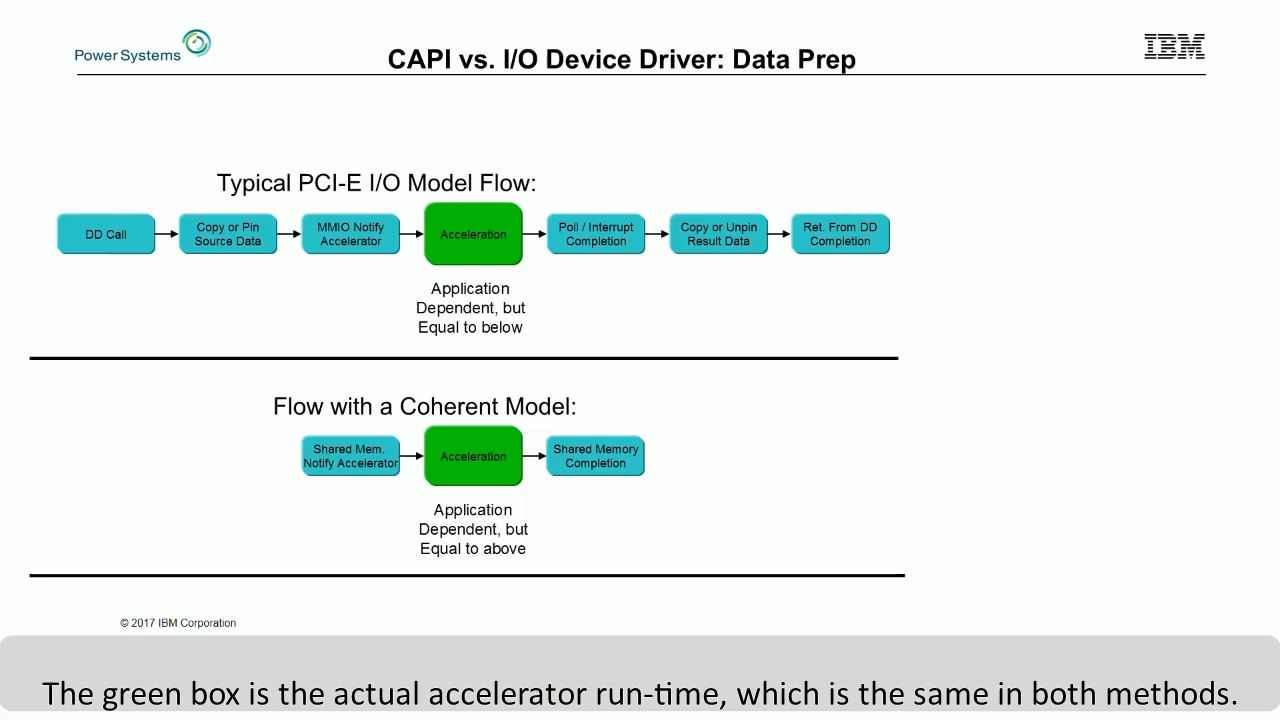 Power Systems
CAPI vs. I/O Device Driver: Data Prep
IBM
Typical PCI-E I/O Model Flow:
DD Call
Copy or Pin
Source Data
MMIO Notify
Accelerator
Acceleration
Poll / Interrupt
Completion
Copy or Unpin
Result Data
Ret. From DD
Completion
Application
Dependent, but
Equal to below
Flow with a Coherent Model:
Shared Mem.
Notify Accelerator
Acceleration
Shared Memory
Completion
Application
Dependent, but
Equal to above
© 2017 IBM Corporation
The green box is the actual accelerator run-time, which is the same in both methods.